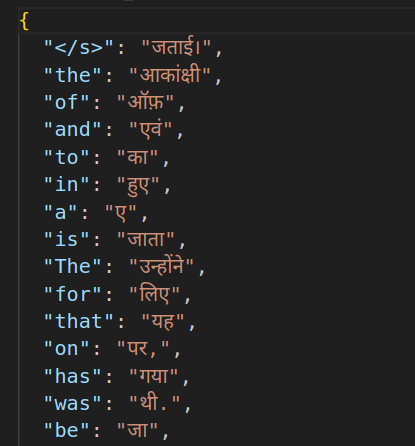 {
"</s>": "जताई।",
"the": "आकांक्षी",
"of": "ऑफ़",
"and": "एवं",
"to": "का",
"in": "हुए",
"a": "ए",
"is": "जाता",
"The": "उन्होंने",
"for": "लिए",
"that": "यह",
"on": "पर,",
"has": "गया",
"was": "थी.",
"be": "जा",